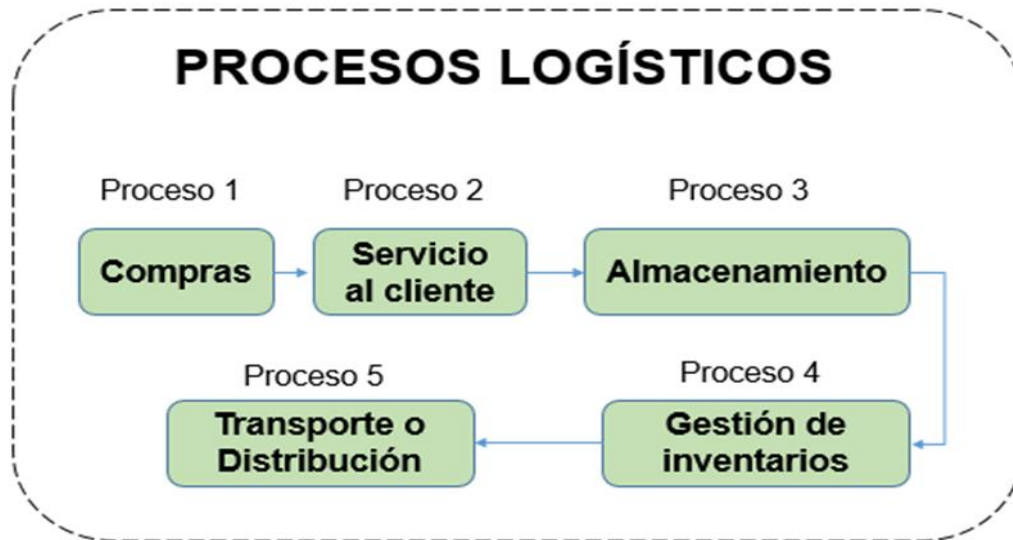 PROCESOS LOGÍSTICOS
Proceso 1
Proceso 2
Proceso 3
Compras
Servicio
al cliente
Almacenamiento
Proceso 5
Proceso 4
Transporte o
Distribución
Gestión de
inventarios